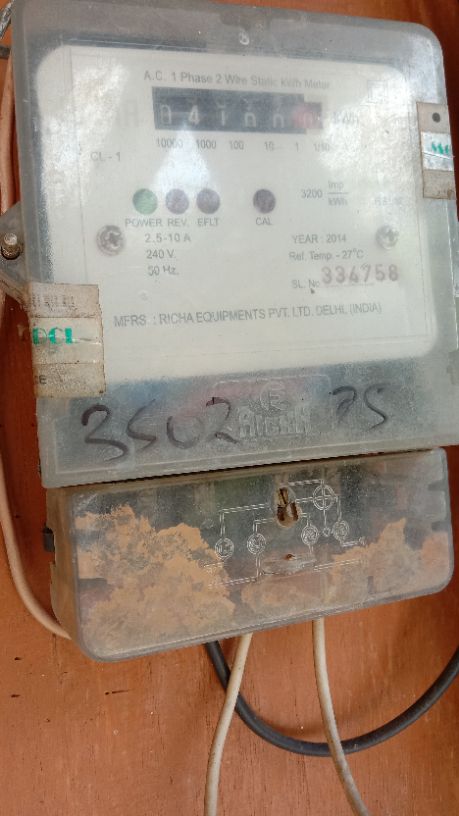 A.C. 1 Phase 2 Wire Static kWh Meter
10000 1000 100 10 1 1/10
CL - 1
3200 Imp
kWh
POWER REV. EFLT CAL
2.5-10 A
240 V.
50 Hz.
YEAR : 2014
Ref. Temp. - 27°C
SL. No. 334758
MFRS. : RICHA EQUIPMENTS PVT. LTD. DELHI, (INDIA)
DCL
RICHA